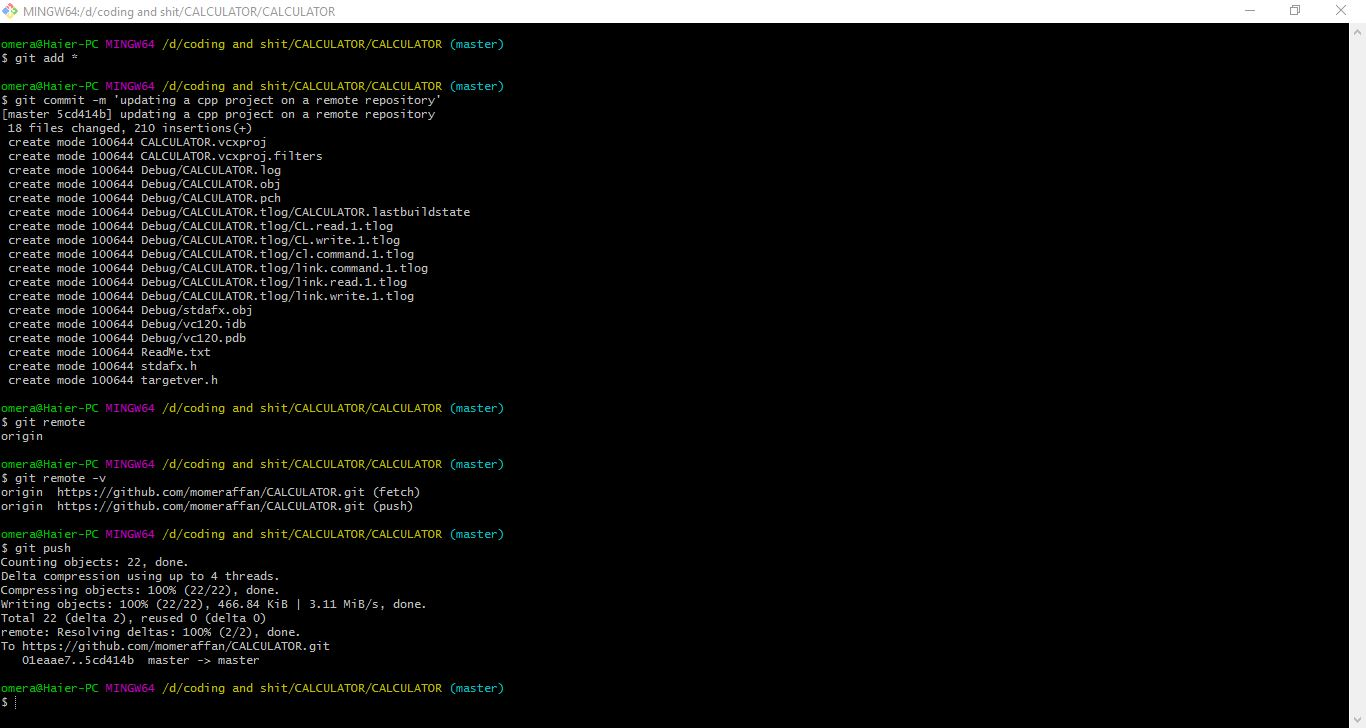 MINGW64:/d/coding and shit/CALCULATOR/CALCULATOR
omera@Haier-PC MINGW64 /d/coding and shit/CALCULATOR/CALCULATOR (master)
$ git add *
omera@Haier-PC MINGW64 /d/coding and shit/CALCULATOR/CALCULATOR (master)
$ git commit -m 'updating a cpp project on a remote repository'
[master 5cd414b] updating a cpp project on a remote repository
 18 files changed, 210 insertions(+)
 create mode 100644 CALCULATOR.vcxproj
 create mode 100644 CALCULATOR.vcxproj.filters
 create mode 100644 Debug/CALCULATOR.log
 create mode 100644 Debug/CALCULATOR.obj
 create mode 100644 Debug/CALCULATOR.pch
 create mode 100644 Debug/CALCULATOR.tlog/CALCULATOR.lastbuildstate
 create mode 100644 Debug/CALCULATOR.tlog/CL.read.1.tlog
 create mode 100644 Debug/CALCULATOR.tlog/CL.write.1.tlog
 create mode 100644 Debug/CALCULATOR.tlog/cl.command.1.tlog
 create mode 100644 Debug/CALCULATOR.tlog/link.command.1.tlog
 create mode 100644 Debug/CALCULATOR.tlog/link.read.1.tlog
 create mode 100644 Debug/CALCULATOR.tlog/link.write.1.tlog
 create mode 100644 Debug/stdafx.obj
 create mode 100644 Debug/vc120.idb
 create mode 100644 Debug/vc120.pdb
 create mode 100644 ReadMe.txt
 create mode 100644 stdafx.h
 create mode 100644 targetver.h
omera@Haier-PC MINGW64 /d/coding and shit/CALCULATOR/CALCULATOR (master)
$ git remote
origin
omera@Haier-PC MINGW64 /d/coding and shit/CALCULATOR/CALCULATOR (master)
$ git remote -v
origin  https://github.com/momeraffan/CALCULATOR.git (fetch)
origin  https://github.com/momeraffan/CALCULATOR.git (push)
omera@Haier-PC MINGW64 /d/coding and shit/CALCULATOR/CALCULATOR (master)
$ git push
Counting objects: 22, done.
Delta compression using up to 4 threads.
Compressing objects: 100% (22/22), done.
Writing objects: 100% (22/22), 466.84 KiB | 3.11 MiB/s, done.
Total 22 (delta 2), reused 0 (delta 0)
remote: Resolving deltas: 100% (2/2), done.
To https://github.com/momeraffan/CALCULATOR.git
   01eaae7..5cd414b  master -> master
omera@Haier-PC MINGW64 /d/coding and shit/CALCULATOR/CALCULATOR (master)
$